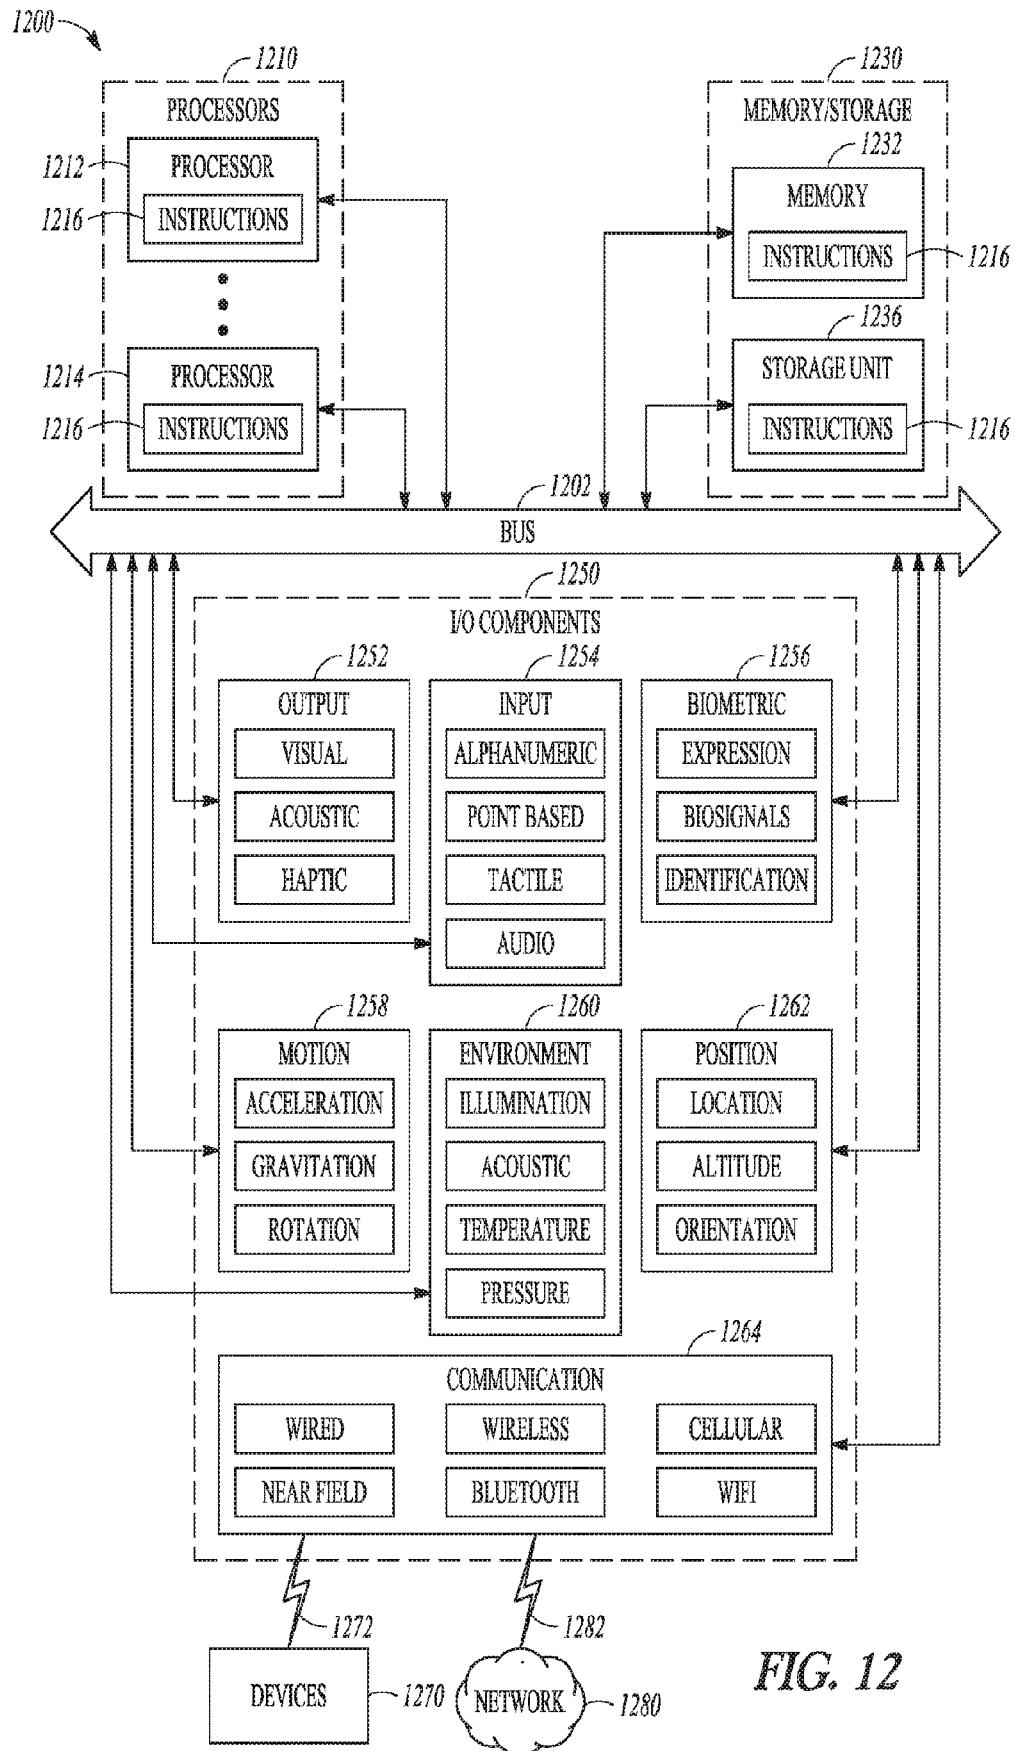 1200
1210
PROCESSORS
1212
PROCESSOR
1216
INSTRUCTIONS
1214
PROCESSOR
1216
INSTRUCTIONS
1230
MEMORY/STORAGE
1232
MEMORY
INSTRUCTIONS
1216
1236
STORAGE UNIT
INSTRUCTIONS
1216
1202
BUS
1250
I/O COMPONENTS
1252
OUTPUT
VISUAL
ACOUSTIC
HAPTIC
1254
INPUT
ALPHANUMERIC
POINT BASED
TACTILE
AUDIO
1256
BIOMETRIC
EXPRESSION
BIOSIGNALS
IDENTIFICATION
1258
MOTION
ACCELERATION
GRAVITATION
ROTATION
1260
ENVIRONMENT
ILLUMINATION
ACOUSTIC
TEMPERATURE
PRESSURE
1262
POSITION
LOCATION
ALTITUDE
ORIENTATION
1264
COMMUNICATION
WIRED
WIRELESS
CELLULAR
NEAR FIELD
BLUETOOTH
WIFI
1272
1282
DEVICES
1270
NETWORK
1280
FIG. 12